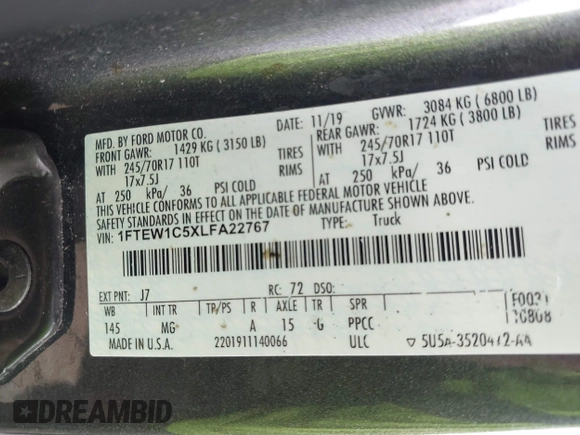 MFD. BY FORD MOTOR CO.
DATE: 11/19 GVWR: 3084 KG ( 6800 LB)
FRONT GAWR: 1429 KG ( 3150 LB) REAR GAWR: 1724 KG ( 3800 LB)
WITH 245/70R17 110T TIRES WITH 245/70R17 110T TIRES
17x7.5J RIMS 17x7.5J RIMS
AT 250 kPa/ 36 PSI COLD AT 250 kPa/ 36 PSI COLD
THIS VEHICLE CONFORMS TO ALL APPLICABLE FEDERAL MOTOR VEHICLE
SAFETY STANDARDS IN EFFECT ON THE DATE OF MANUFACTURE SHOWN ABOVE.
VIN: 1FTEW1C5XLFA22767 TYPE: Truck
EXT PNT: J7 RC: 72 DSO:
WB INT TR TP/PS R AXLE TR SPR
145 MG A 15 G PPCC
MADE IN U.S.A. 2201911140066 ULC
DREAMBID